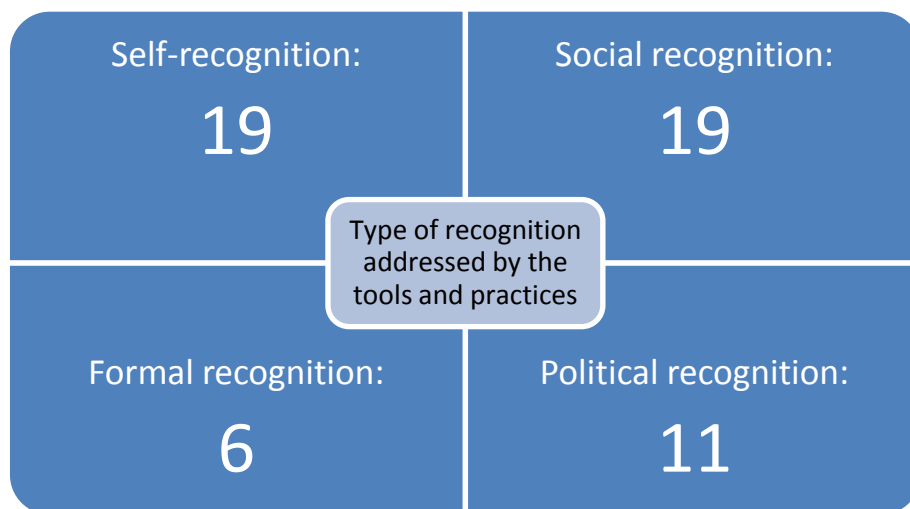 Self-recognition:
19
Social recognition:
19
Type of recognition
addressed by the
tools and practices
Formal recognition:
6
Political recognition:
11